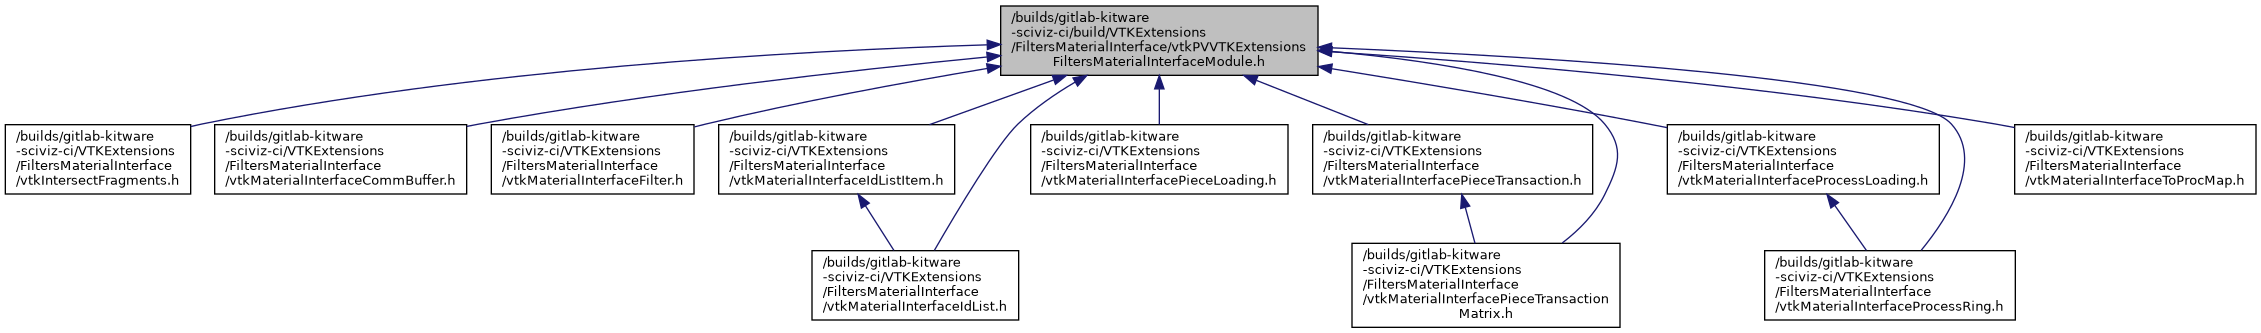 /builds/gitlab-kitware
-sciviz-ci/build/VTKExtensions
/FiltersMaterialInterface/vtkPVVTKExtensions
FiltersMaterialInterfaceModule.h
/builds/gitlab-kitware
-sciviz-ci/VTKExtensions
/FiltersMaterialInterface
/vtkIntersectFragments.h
/builds/gitlab-kitware
-sciviz-ci/VTKExtensions
/FiltersMaterialInterface
/vtkMaterialInterfaceCommBuffer.h
/builds/gitlab-kitware
-sciviz-ci/VTKExtensions
/FiltersMaterialInterface
/vtkMaterialInterfaceFilter.h
/builds/gitlab-kitware
-sciviz-ci/VTKExtensions
/FiltersMaterialInterface
/vtkMaterialInterfaceIdListItem.h
/builds/gitlab-kitware
-sciviz-ci/VTKExtensions
/FiltersMaterialInterface
/vtkMaterialInterfacePieceLoading.h
/builds/gitlab-kitware
-sciviz-ci/VTKExtensions
/FiltersMaterialInterface
/vtkMaterialInterfacePieceTransaction.h
/builds/gitlab-kitware
-sciviz-ci/VTKExtensions
/FiltersMaterialInterface
/vtkMaterialInterfaceProcessLoading.h
/builds/gitlab-kitware
-sciviz-ci/VTKExtensions
/FiltersMaterialInterface
/vtkMaterialInterfaceToProcMap.h
/builds/gitlab-kitware
-sciviz-ci/VTKExtensions
/FiltersMaterialInterface
/vtkMaterialInterfaceIdList.h
/builds/gitlab-kitware
-sciviz-ci/VTKExtensions
/FiltersMaterialInterface
/vtkMaterialInterfacePieceTransaction
Matrix.h
/builds/gitlab-kitware
-sciviz-ci/VTKExtensions
/FiltersMaterialInterface
/vtkMaterialInterfaceProcessRing.h